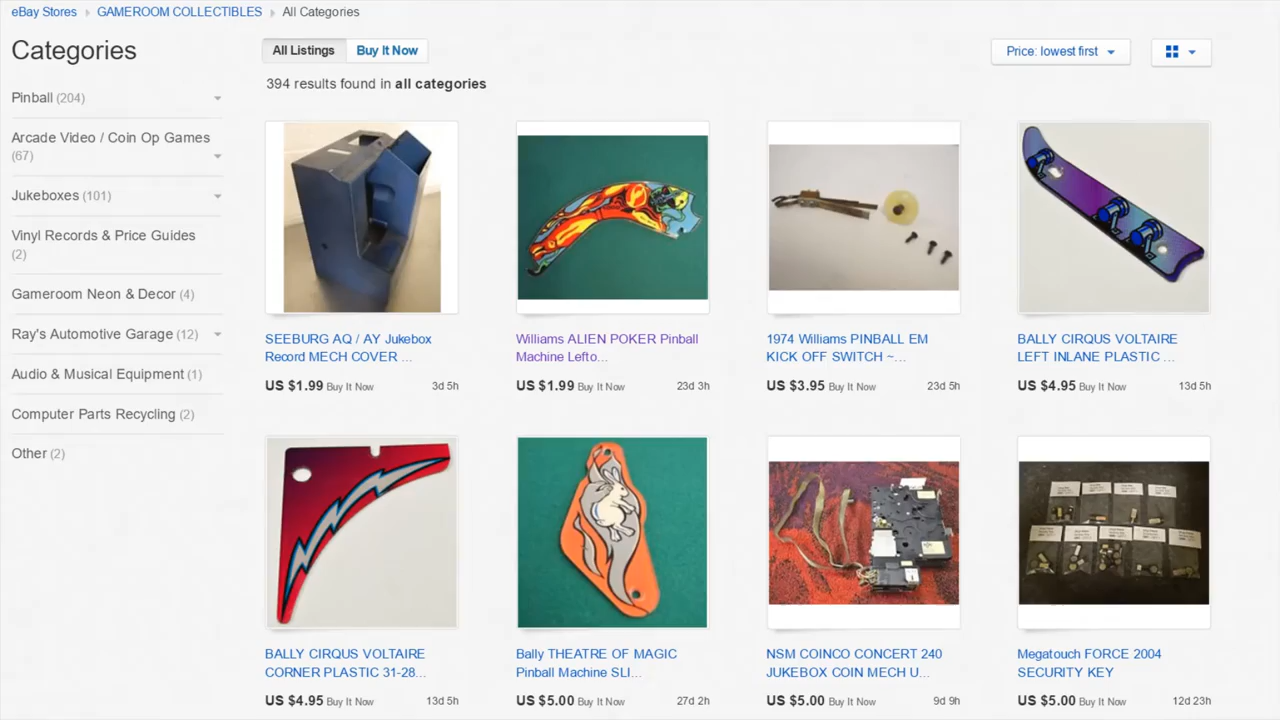 eBay Stores GAMEROOM COLLECTIBLES All Categories
Categories
Pinball (204)
Arcade Video / Coin Op Games
(67)
Jukeboxes (101)
Vinyl Records & Price Guides
(2)
Gameroom Neon & Decor (4)
Ray's Automotive Garage (12)
Audio & Musical Equipment (1)
Computer Parts Recycling (2)
Other (2)
All Listings Buy It Now
Price: lowest first
394 results found in all categories
SEEBURG AQ / AY Jukebox
Record MECH COVER ...
US $1.99 Buy It Now 3d 5h
Williams ALIEN POKER Pinball
Machine Lefto...
US $1.99 Buy It Now 23d 3h
1974 Williams PINBALL EM
KICK OFF SWITCH ~...
US $3.95 Buy It Now 23d 5h
BALLY CIRQUS VOLTAIRE
LEFT INLANE PLASTIC ...
US $4.95 Buy It Now 13d 5h
BALLY CIRQUS VOLTAIRE
CORNER PLASTIC 31-28...
US $4.95 Buy It Now 13d 5h
Bally THEATRE OF MAGIC
Pinball Machine SLI...
US $5.00 Buy It Now 27d 2h
NSM COINCO CONCERT 240
JUKEBOX COIN MECH U...
US $5.00 Buy It Now 9d 9h
Megatouch FORCE 2004
SECURITY KEY
US $5.00 Buy It Now 12d 23h